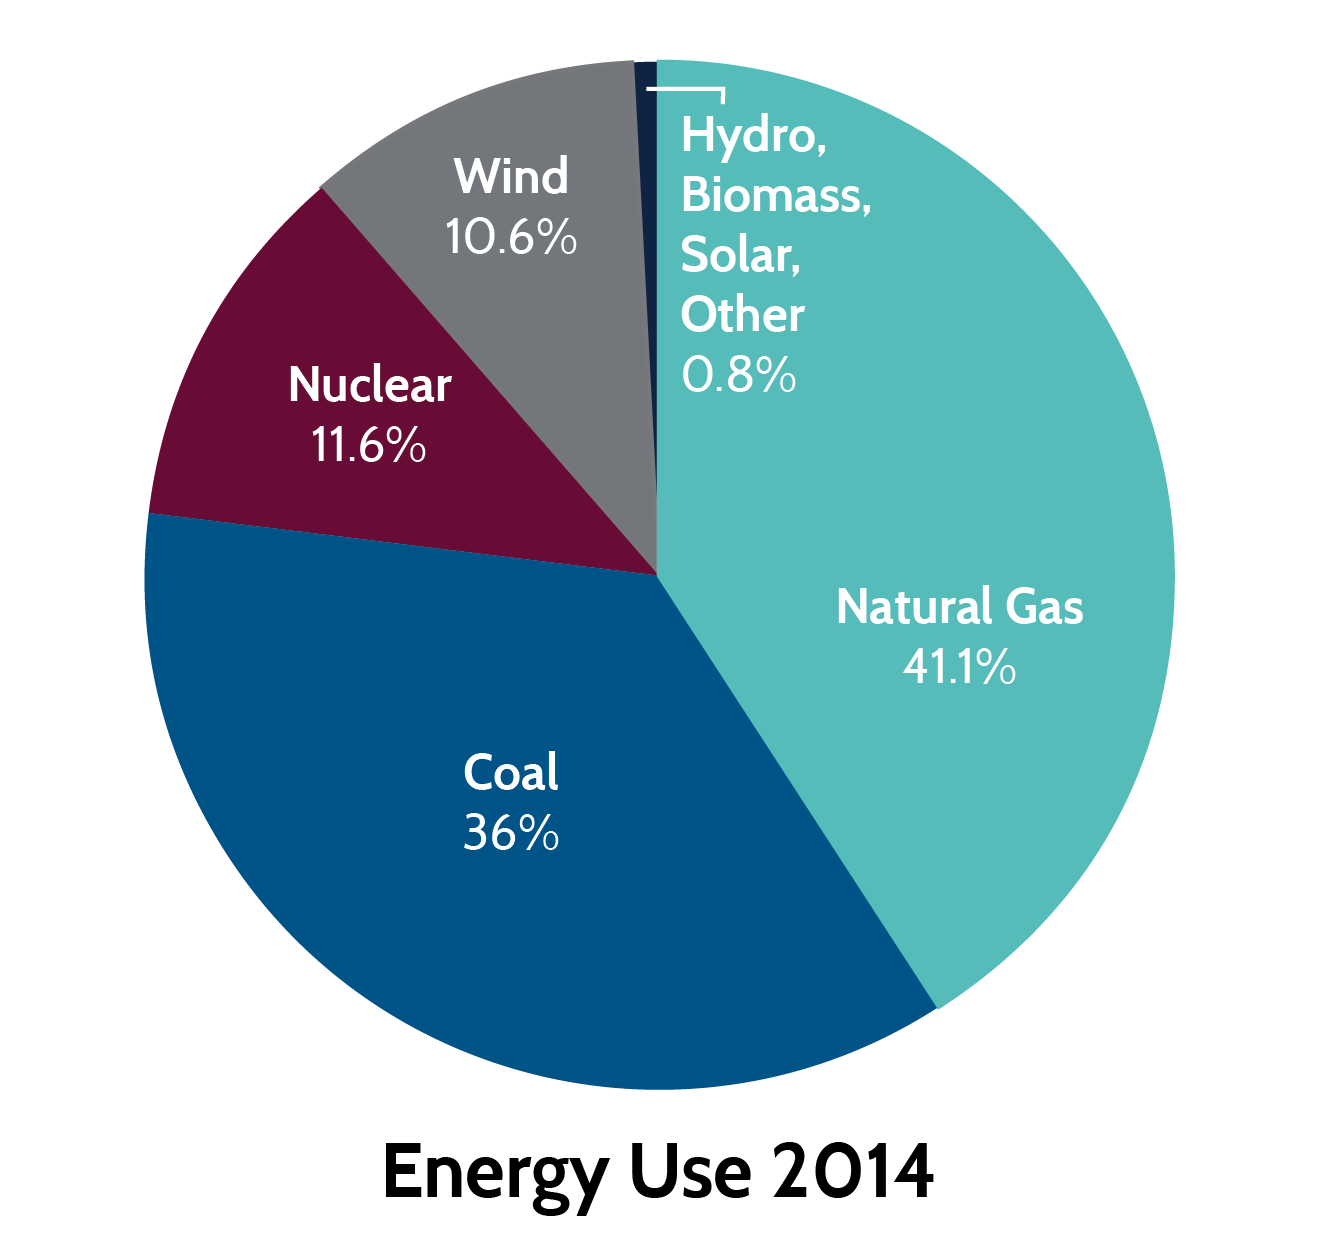 Wind
10.6%
Hydro,
Biomass,
Solar,
Other
0.8%
Nuclear
11.6%
Natural Gas
41.1%
Coal
36%
Energy Use 2014